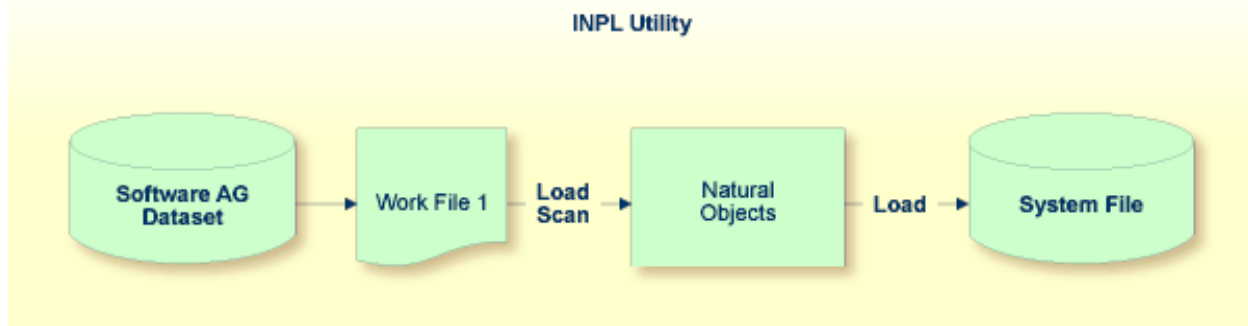 INPL Utility
Software AG
Dataset
Work File 1
Load
Scan
Natural
Objects
Load
System File